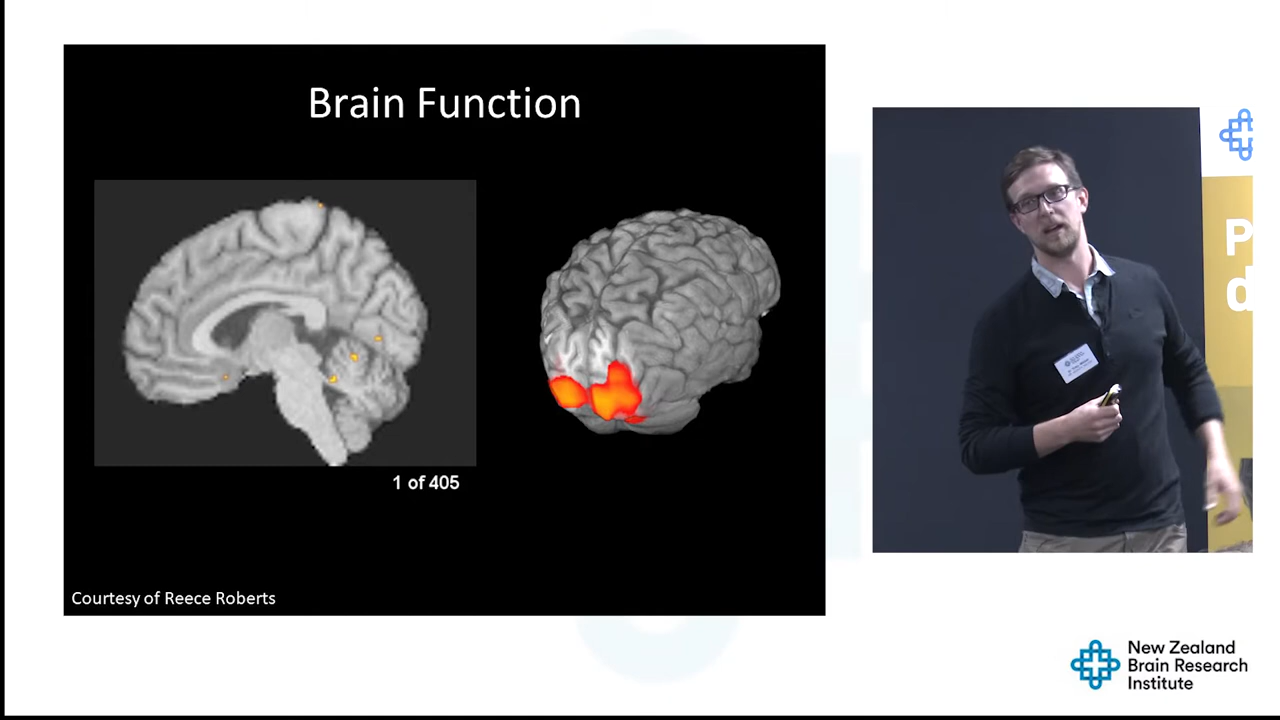 Brain Function
1 of 405
Courtesy of Reece Roberts
P
d
New Zealand
Brain Research
Institute